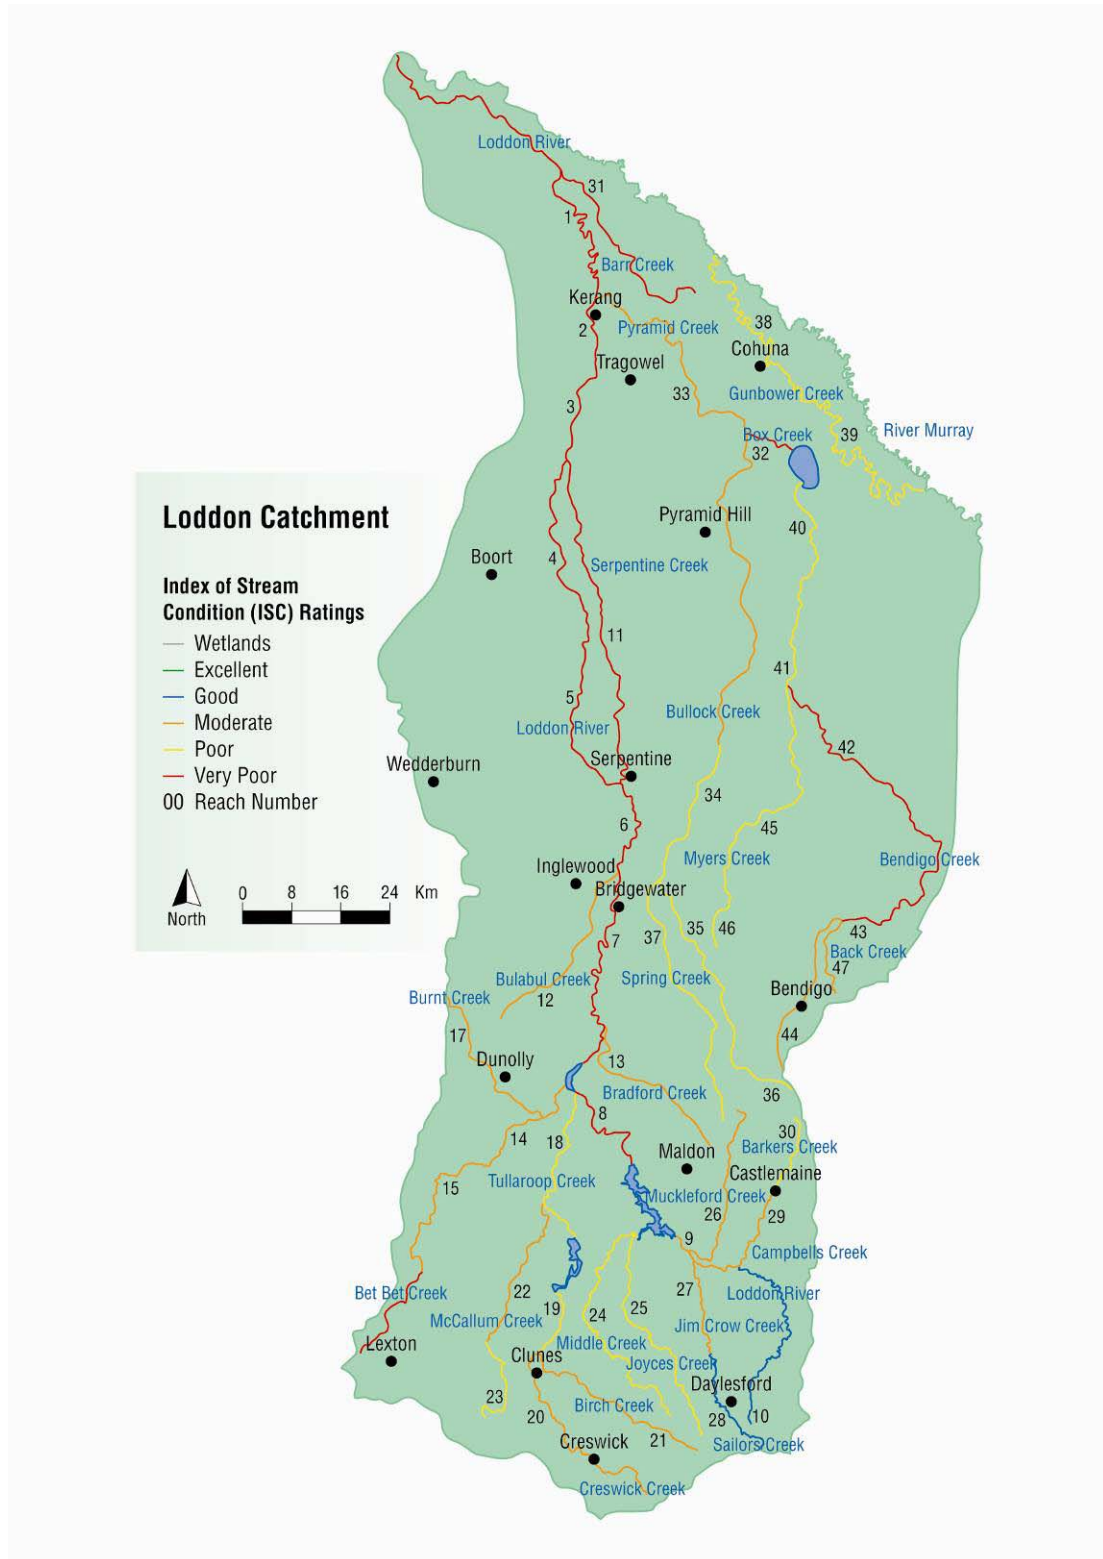 Loddon River
31
1
Barr Creek
Kerang
2
Pyramid Creek
38
Cohuna
Tragowel
33
Gunbower Creek
3
Box Creek
39
River Murray
32
Loddon Catchment
Pyramid Hill
40
Boort
4
Serpentine Creek
Index of Stream
Condition (ISC) Ratings
Wetlands
Excellent
Good
Moderate
Poor
Very Poor
00 Reach Number
11
41
5
Bullock Creek
Loddon River
42
Wedderburn
Serpentine
34
6
45
Myers Creek
Bendigo Creek
Inglewood
Bridgewater
0 8 16 24 Km
North
7
37
35
46
43
Back Creek
47
Bulabul Creek
Spring Creek
Bendigo
Burnt Creek
12
17
44
Dunolly
13
Bradford Creek
36
8
14
18
30
Barkers Creek
Maldon
Castlemaine
15
Tullaroop Creek
Muckleford Creek
26
29
9
Campbells Creek
Bet Bet Creek
22
27
Loddon River
McCallum Creek
19
24
25
Jim Crow Creek
Lexton
Middle Creek
Clunes
Joyces Creek
Daylesford
23
20
Birch Creek
28
10
Creswick
21
Sailors Creek
Creswick Creek